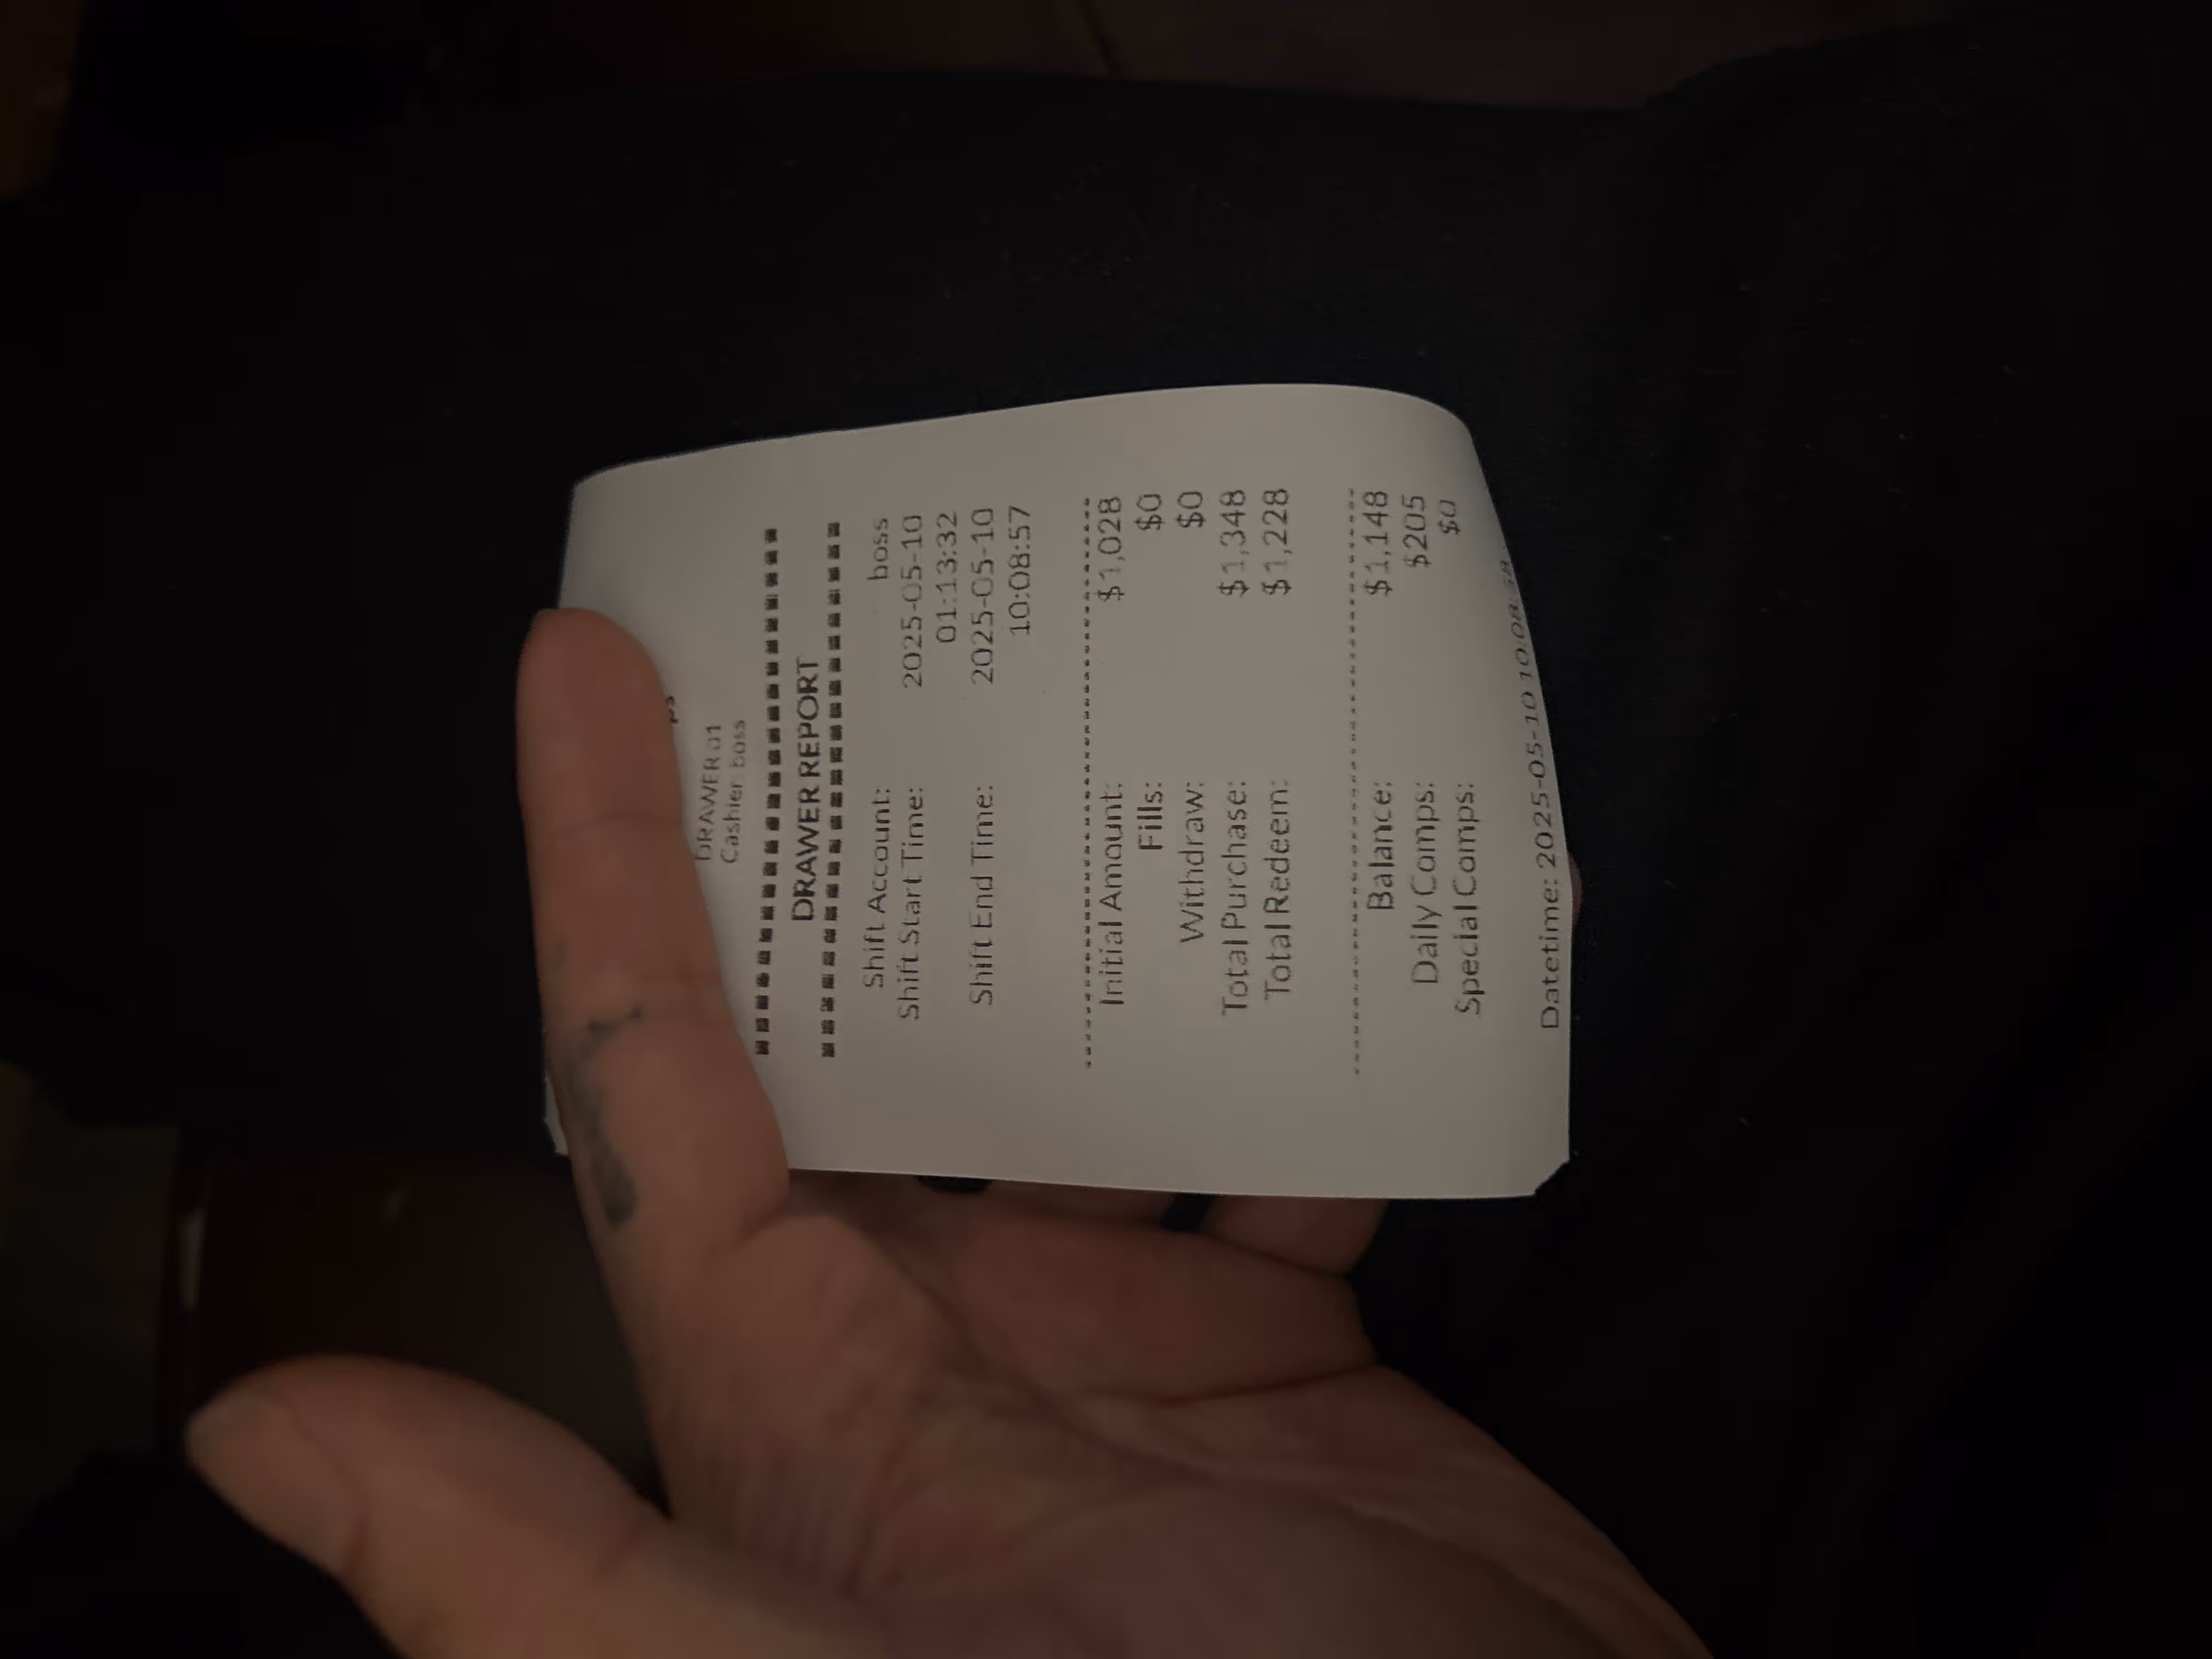 DRAWER 01
Cashier: boss
DRAWER REPORT
Shift Account: boss
Shift Start Time: 2025-05-10
01:13:32
Shift End Time: 2025-05-10
10:08:57
Initial Amount: $1,028
Fills: $0
Withdraw: $0
Total Purchase: $1,348
Total Redeem: $1,228
Balance: $1,148
Daily Comps: $205
Special Comps: $0
Datetime: 2025-05-10